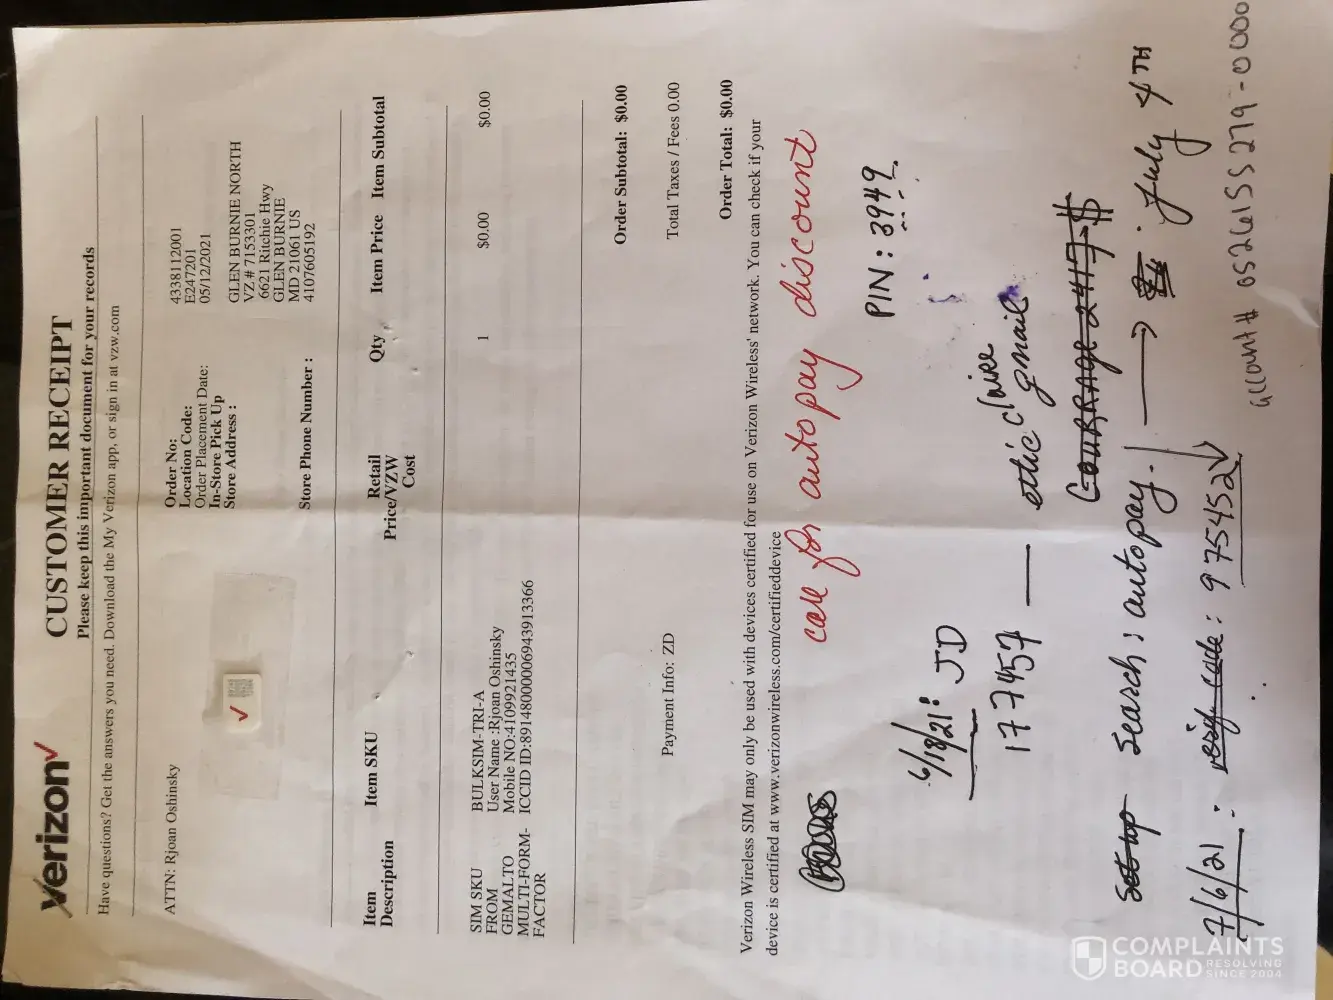 verizon✓
CUSTOMER RECEIPT
Please keep this important document for your records
Have questions? Get the answers you need. Download the My Verizon app, or sign in at vzw.com
ATTN: Rjoan Oshinsky
Order No: 4338112001
Location Code: E247201
Order Placement Date: 05/12/2021
In-Store Pick Up
Store Address : GLEN BURNIE NORTH
VZ # 7153301
6621 Ritchie Hwy
GLEN BURNIE
MD 21061 US
Store Phone Number : 4107605192
Item Description Item SKU Retail Price/VZW Cost Qty Item Price Item Subtotal
SIM SKU BULKSIM-TRI-A 1 $0.00 $0.00
FROM User Name :Rjoan Oshinsky
GEMALTO Mobile NO:4109921435
MULTI-FORM- ICCID ID:89148000006943913366
FACTOR
Order Subtotal: $0.00
Payment Info: ZD Total Taxes / Fees 0.00
Order Total: $0.00
Verizon Wireless SIM may only be used with devices certified for use on Verizon Wireless' network. You can check if your
device is certified at www.verizonwireless.com/certifieddevice
call for autopay discount
PIN: 3949.
6/18/21: JD
177457 — claire
gmail
COURRAGE2417$
Set up Search: autopay. → July 4TH
7/6/21: verif. code: 975452
account# 0526155279-0000
COMPLAINTS
BOARD RESOLVING
SINCE 2004